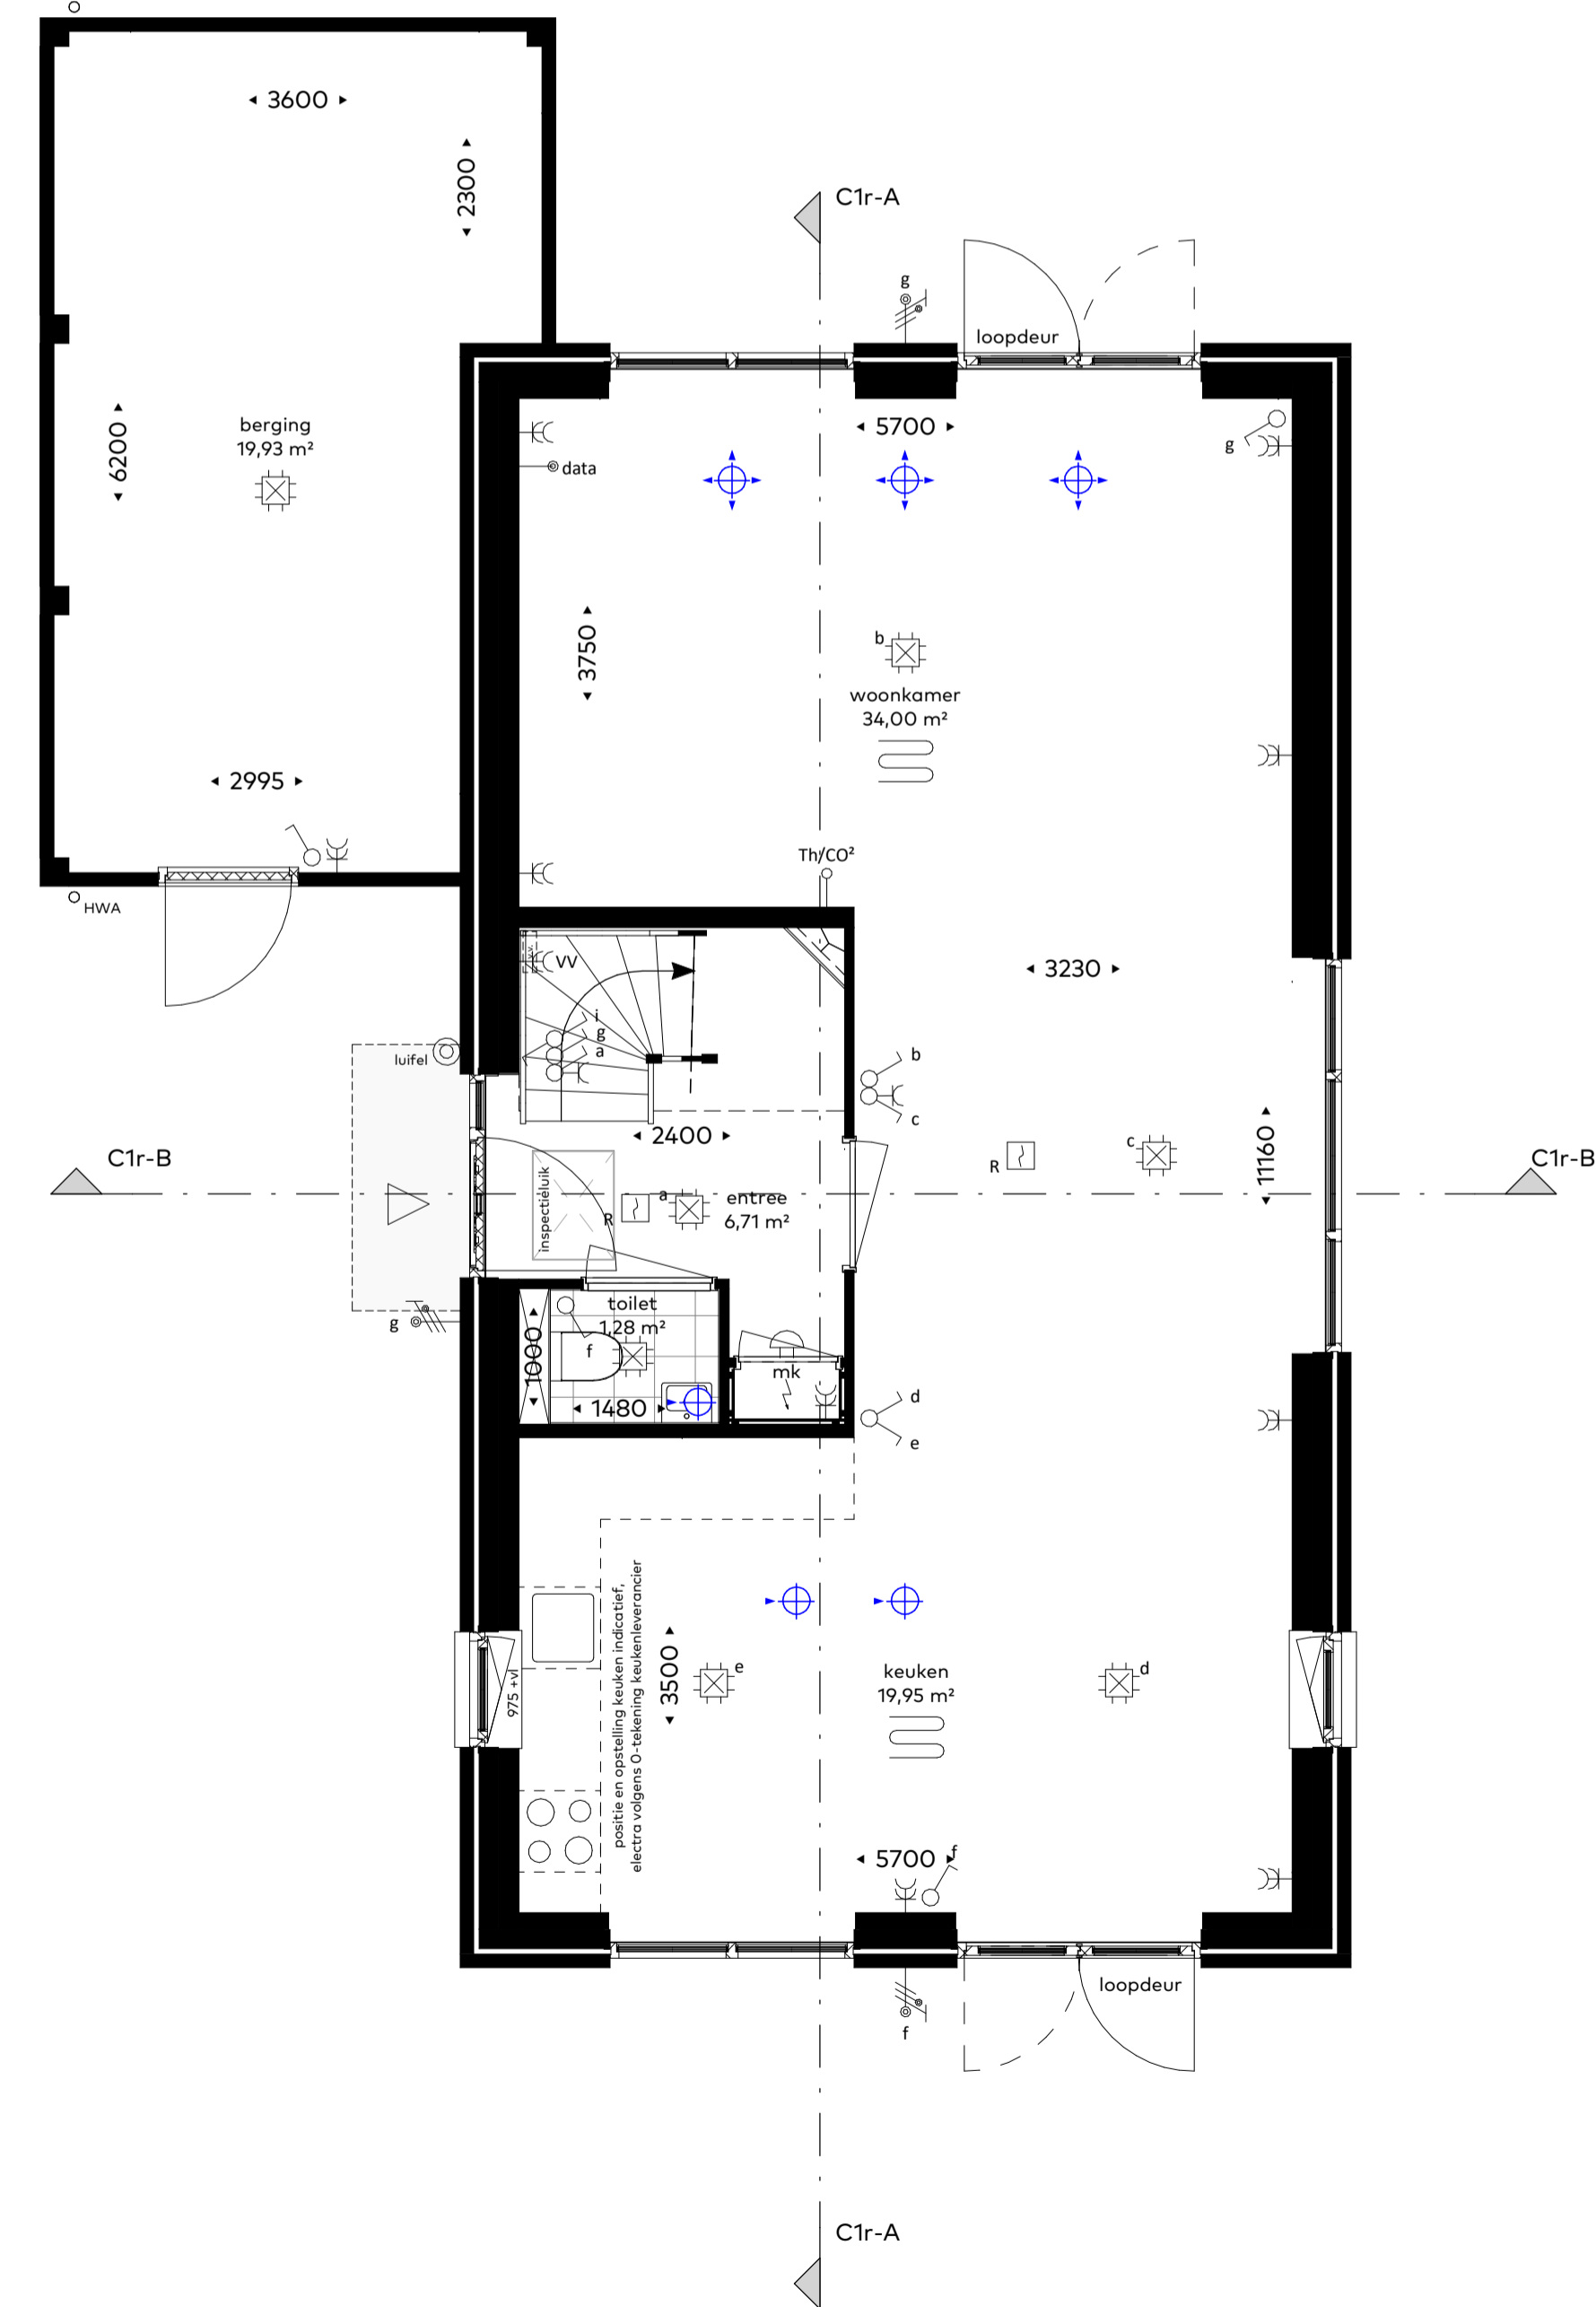 3600
2300
C1r-A
g
loopdeur
6200
berging
19,93 m²
5700
g
data
3750
b
woonkamer
34,00 m²
2995
Th/CO²
HWA
VV
3230
i
g
a
luifel
b
c
2400
11160
C1r-B
C1r-B
inspectieluik
R
a
entree
6,71 m²
R
c
g
toilet
1,28 m²
f
1000
1480
mk
d
e
positie en opstelling keuken indicatief,
electra volgens 0-tekening keukenleverancier
975 +vl
3500
e
keuken
19,95 m²
d
5700
f
loopdeur
f
C1r-A